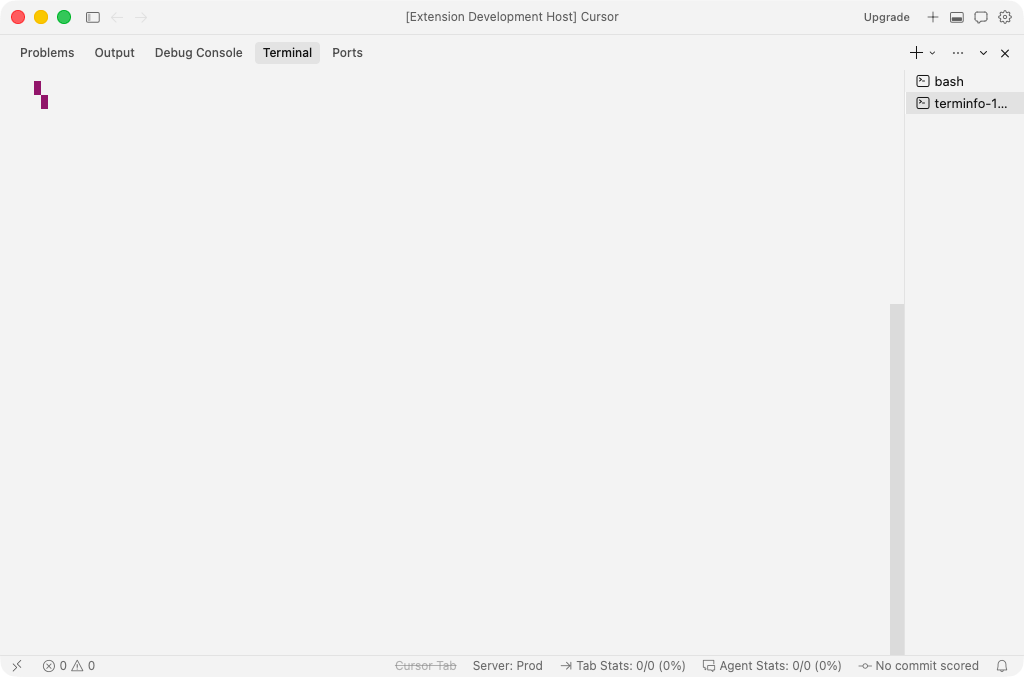 [Extension Development Host] Cursor
Upgrade
Problems Output Debug Console Terminal Ports
bash
terminfo-1...
0 0 Cursor Tab Server: Prod Tab Stats: 0/0 (0%) Agent Stats: 0/0 (0%) No commit scored